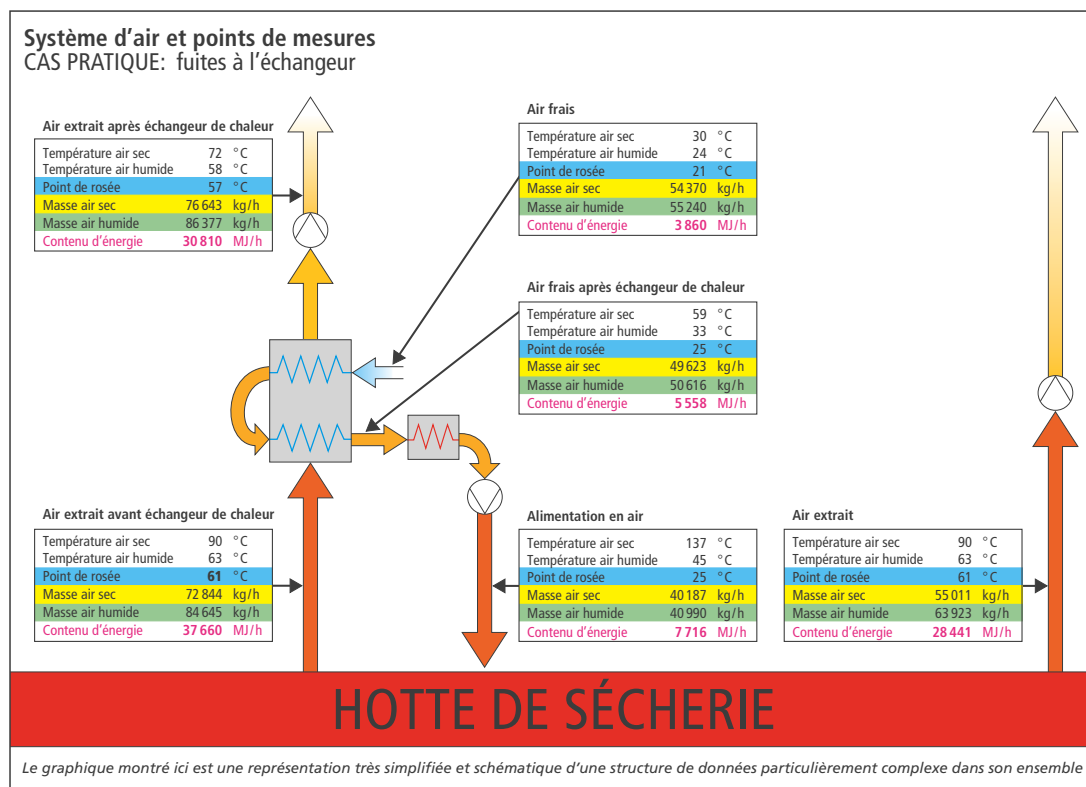 Système d'air et points de mesures
CAS PRATIQUE: fuites à l'échangeur
Air extrait après échangeur de chaleur
Température air sec 72 °C
Température air humide 58 °C
Point de rosée 57 °C
Masse air sec 76 643 kg/h
Masse air humide 86 377 kg/h
Contenu d'énergie 30 810 MJ/h
Air frais
Température air sec 30 °C
Température air humide 24 °C
Point de rosée 21 °C
Masse air sec 54 370 kg/h
Masse air humide 55 240 kg/h
Contenu d'énergie 3 860 MJ/h
Air frais après échangeur de chaleur
Température air sec 59 °C
Température air humide 33 °C
Point de rosée 25 °C
Masse air sec 49 623 kg/h
Masse air humide 50 616 kg/h
Contenu d'énergie 5 558 MJ/h
Air extrait avant échangeur de chaleur
Température air sec 90 °C
Température air humide 63 °C
Point de rosée 61 °C
Masse air sec 72 844 kg/h
Masse air humide 84 645 kg/h
Contenu d'énergie 37 660 MJ/h
Alimentation en air
Température air sec 137 °C
Température air humide 45 °C
Point de rosée 25 °C
Masse air sec 40 187 kg/h
Masse air humide 40 990 kg/h
Contenu d'énergie 7 716 MJ/h
Air extrait
Température air sec 90 °C
Température air humide 63 °C
Point de rosée 61 °C
Masse air sec 55 011 kg/h
Masse air humide 63 923 kg/h
Contenu d'énergie 28 441 MJ/h
HOTTE DE SÉCHERIE
Le graphique montré ici est une représentation très simplifiée et schématique d'une structure de données particulièrement complexe dans son ensemble